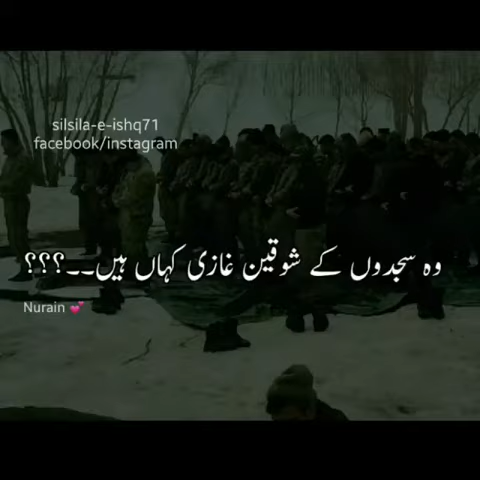 silsila-e-ishq71
facebook/instagram
وہ سجدوں کے شوقین غازی کہاں ہیں۔۔؟؟؟
Nurain 💕